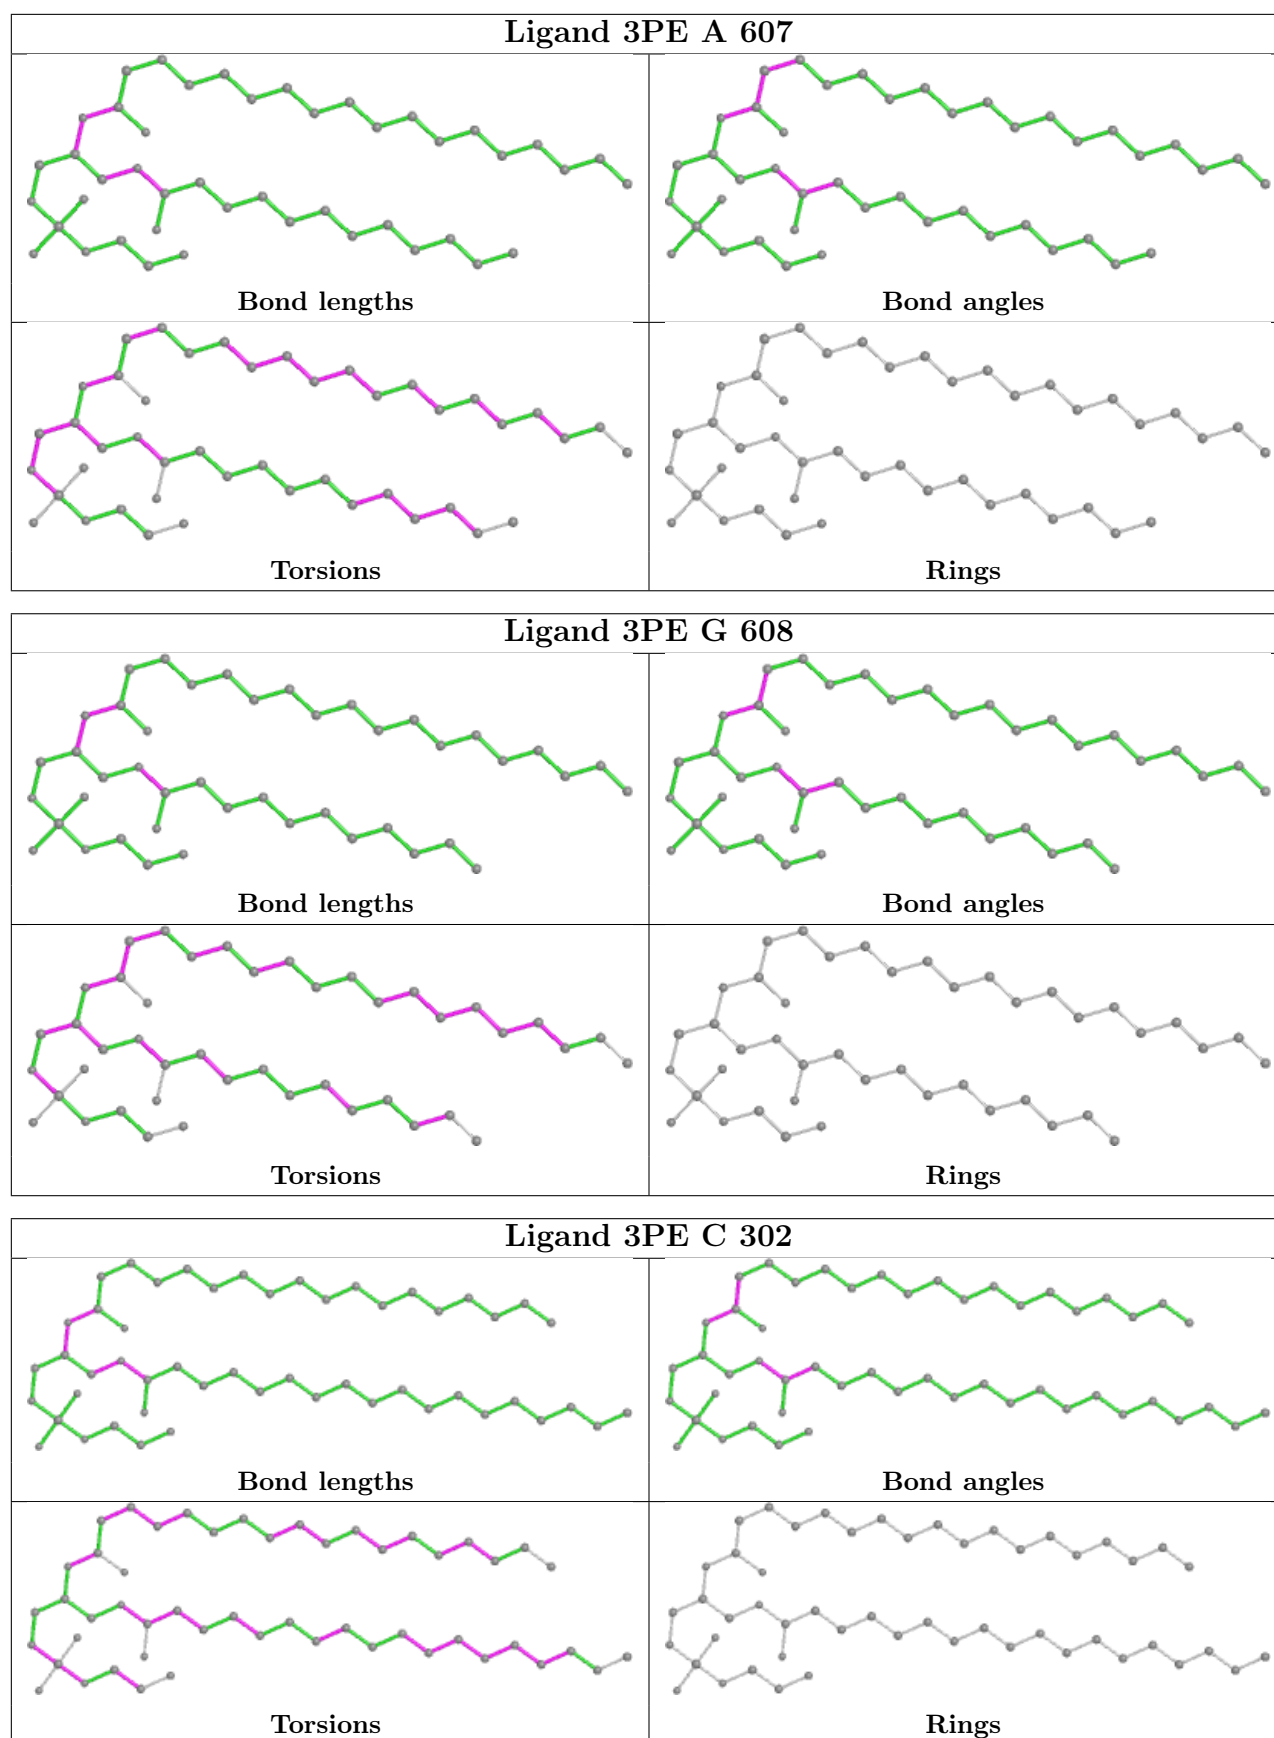 Ligand 3PE A 607
Bond lengths
Bond angles
Torsions
Rings
Ligand 3PE G 608
Bond lengths
Bond angles
Torsions
Rings
Ligand 3PE C 302
Bond lengths
Bond angles
Torsions
Rings